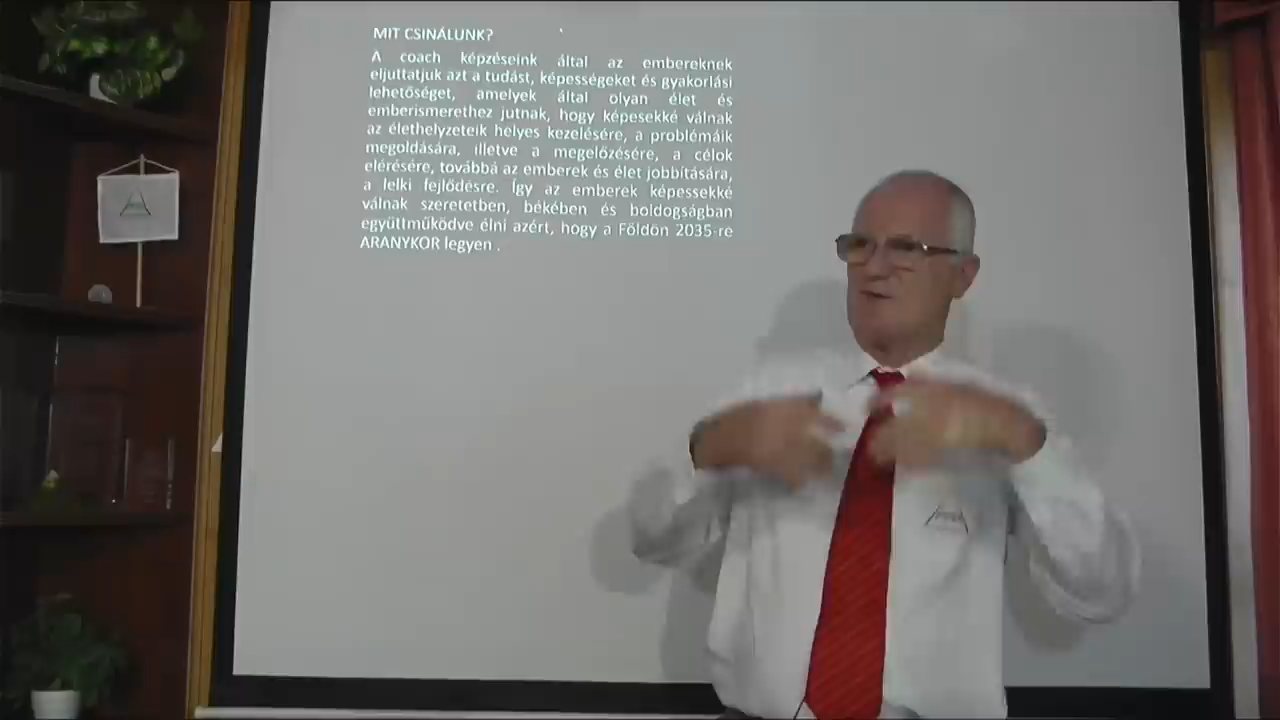 MIT CSINÁLUNK?
A coach képzéseink által az embereknek
eljuttatjuk azt a tudást, képességeket és gyakorlási
lehetőséget, amelyek által olyan élet és
emberismerethez jutnak, hogy képesekké válnak
az élethelyzeteik helyes kezelésére, a problémáik
megoldására, illetve a megelőzésére, a célok
elérésére, továbbá az emberek és élet jobbítására,
a lelki fejlődésre. Így az emberek képessekké
válnak szeretetben, békében és boldogságban
együttműködve élni azért, hogy a Földön 2035-re
ARANYKOR legyen .